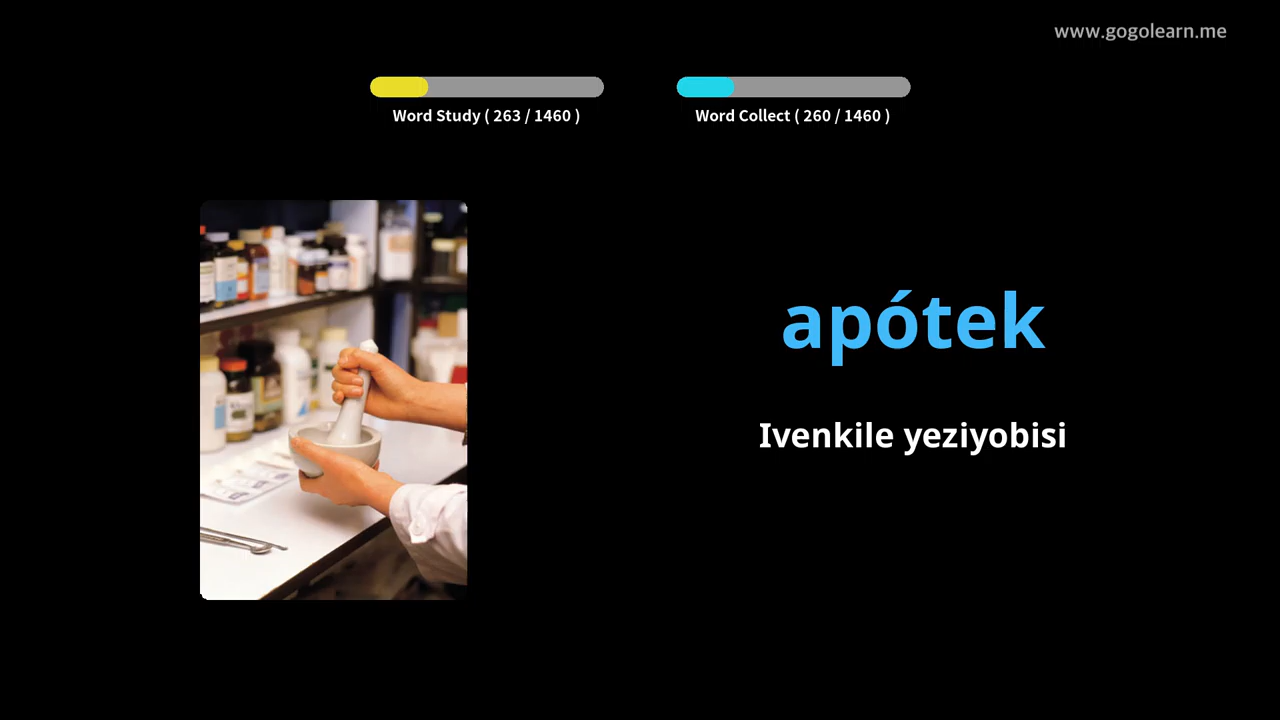 www.gogolearn.me
Word Study ( 263 / 1460 )
Word Collect ( 260 / 1460 )
apótek
Ivenkile yeziyobisi